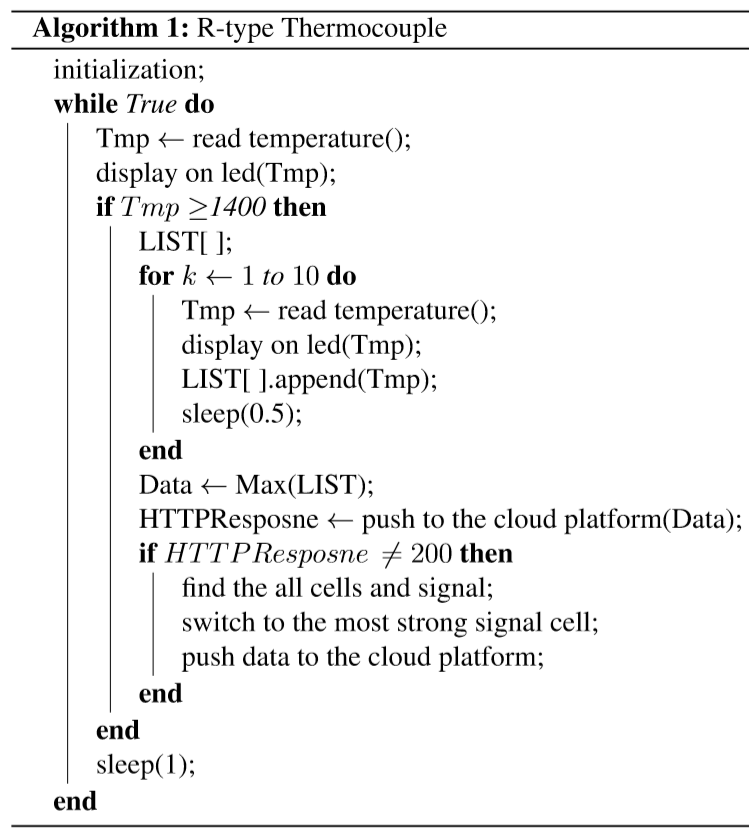 Algorithm 1: R-type Thermocouple
initialization;
while True do
Tmp ← read temperature();
display on led(Tmp);
if Tmp ≥1400 then
LIST[ ];
for k ← 1 to 10 do
Tmp ← read temperature();
display on led(Tmp);
LIST[ ].append(Tmp);
sleep(0.5);
end
Data ← Max(LIST);
HTTPResposne ← push to the cloud platform(Data);
if HTTPResposne ≠ 200 then
find the all cells and signal;
switch to the most strong signal cell;
push data to the cloud platform;
end
end
sleep(1);
end